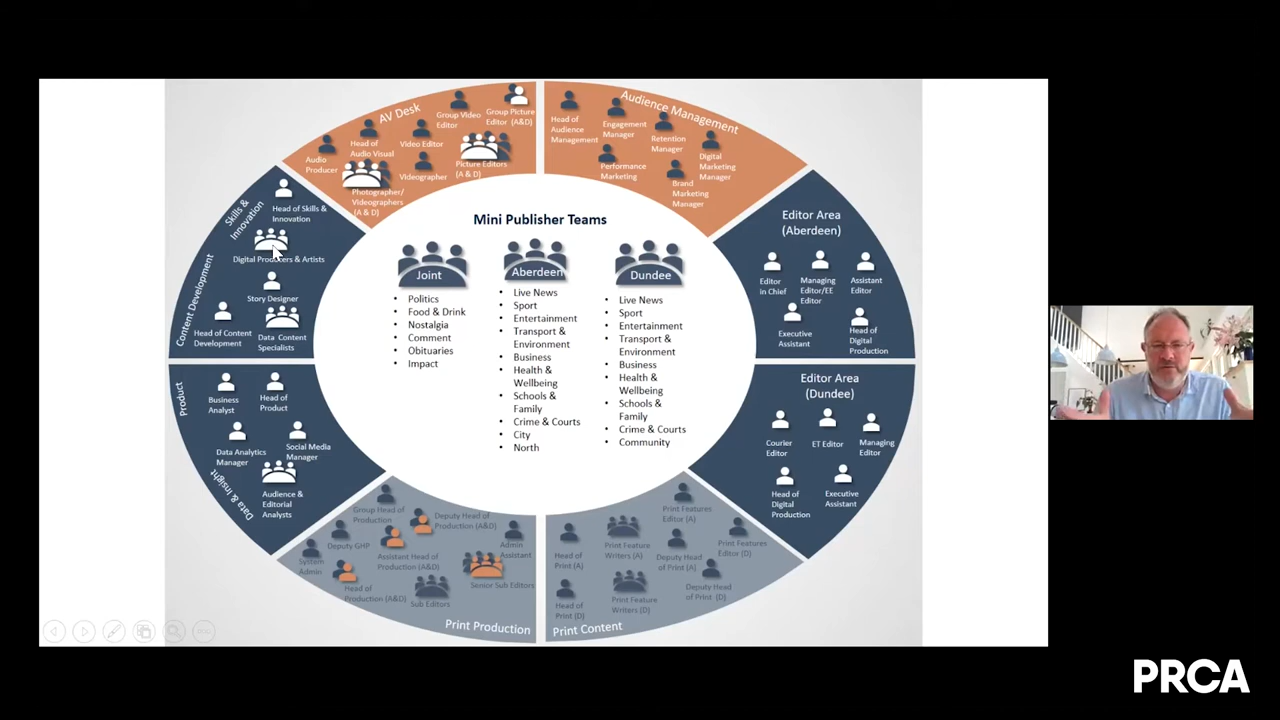 AV Desk
Audio
Producer
Head of
Audio Visual
Photographer/
Videographers
(A & D)
Video Editor
Videographer
Group Video
Editor
Group Picture
Editor (A&D)
Picture Editors
(A & D)
Audience Management
Head of
Audience
Management
Engagement
Manager
Performance
Marketing
Retention
Manager
Brand
Marketing
Manager
Digital
Marketing
Manager
Skills &
Innovation
Head of Skills &
Innovation
Digital Producers & Artists
Content Development
Story Designer
Head of Content
Development
Data Content
Specialists
Mini Publisher Teams
Joint
• Politics
• Food & Drink
• Nostalgia
• Comment
• Obituaries
• Impact
Aberdeen
• Live News
• Sport
• Entertainment
• Transport &
Environment
• Business
• Health &
Wellbeing
• Schools &
Family
• Crime & Courts
• City
• North
Dundee
• Live News
• Sport
• Entertainment
• Transport &
Environment
• Business
• Health &
Wellbeing
• Schools &
Family
• Crime & Courts
• Community
Editor Area
(Aberdeen)
Editor
in Chief
Managing
Editor/EE
Editor
Assistant
Editor
Executive
Assistant
Head of
Digital
Production
Product
Business
Analyst
Head of
Product
Data Analytics
Manager
Social Media
Manager
Data & Insight
Audience &
Editorial
Analysts
Editor Area
(Dundee)
Courier
Editor
ET Editor
Managing
Editor
Head of
Digital
Production
Executive
Assistant
Group Head of
Production
Deputy Head of
Production (A&D)
Deputy GHP
Assistant Head of
Production (A&D)
Admin
Assistant
System
Admin
Head of
Production (A&D)
Sub Editors
Senior Sub Editors
Print Production
Print Features
Editor (A)
Head of
Print (A)
Print Feature
Writers (A)
Deputy Head
of Print (A)
Print Features
Editor (D)
Head of
Print (D)
Print Feature
Writers (D)
Deputy Head
of Print (D)
Print Content
PRCA